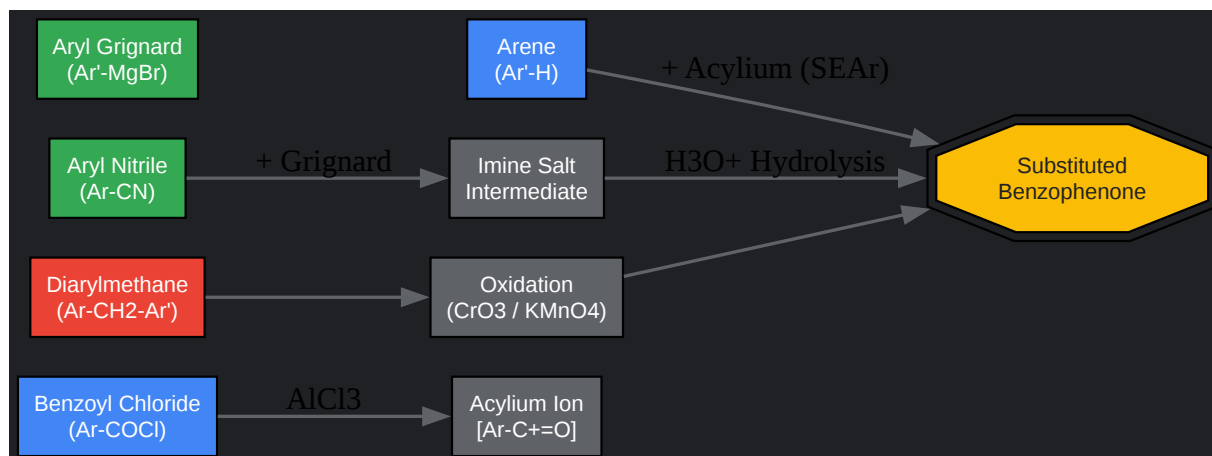 Aryl Grignard
(Ar'-MgBr)
Arene
(Ar'-H)
+ Acylium (SEAr)
Aryl Nitrile
(Ar-CN)
+ Grignard
Imine Salt
Intermediate
H3O+ Hydrolysis
Substituted
Benzophenone
Diarylmethane
(Ar-CH2-Ar')
Oxidation
(CrO3 / KMnO4)
Benzoyl Chloride
(Ar-COCl)
AlCl3
Acylium Ion
[Ar-C+=O]